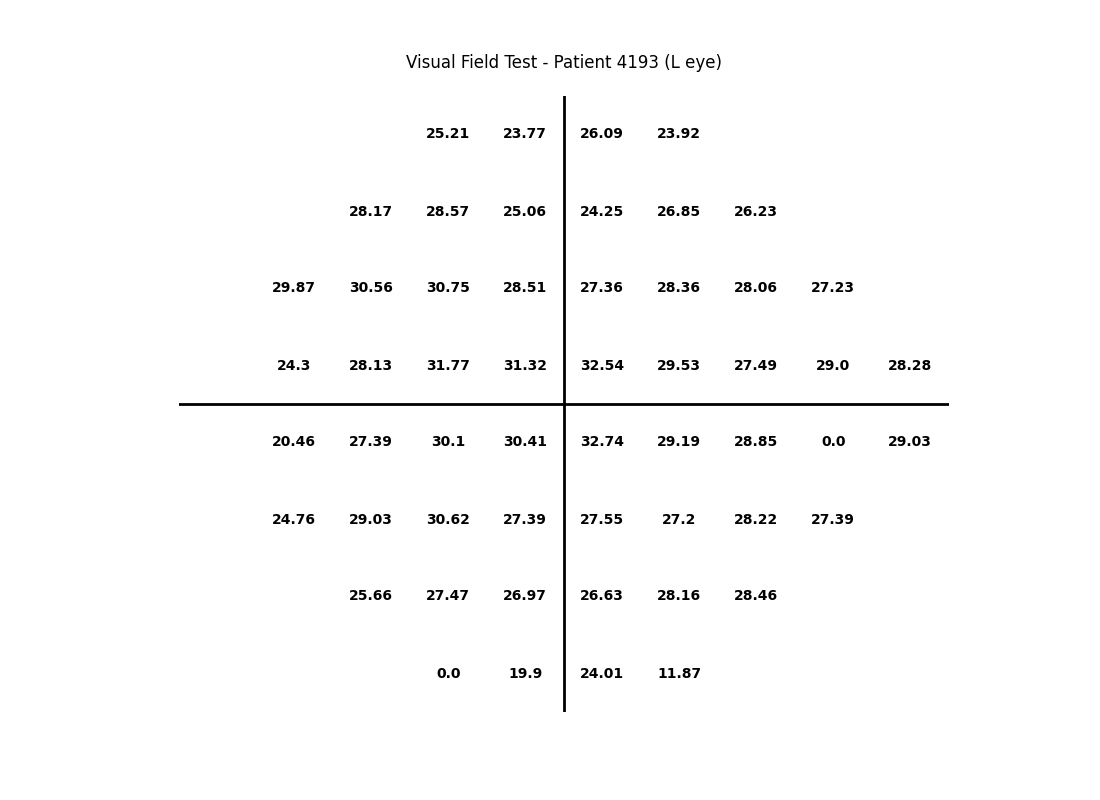 Visual Field Test - Patient 4193 (L eye)
25.21 23.77 26.09 23.92
28.17 28.57 25.06 24.25 26.85 26.23
29.87 30.56 30.75 28.51 27.36 28.36 28.06 27.23
24.3 28.13 31.77 31.32 32.54 29.53 27.49 29.0 28.28
20.46 27.39 30.1 30.41 32.74 29.19 28.85 0.0 29.03
24.76 29.03 30.62 27.39 27.55 27.2 28.22 27.39
25.66 27.47 26.97 26.63 28.16 28.46
0.0 19.9 24.01 11.87